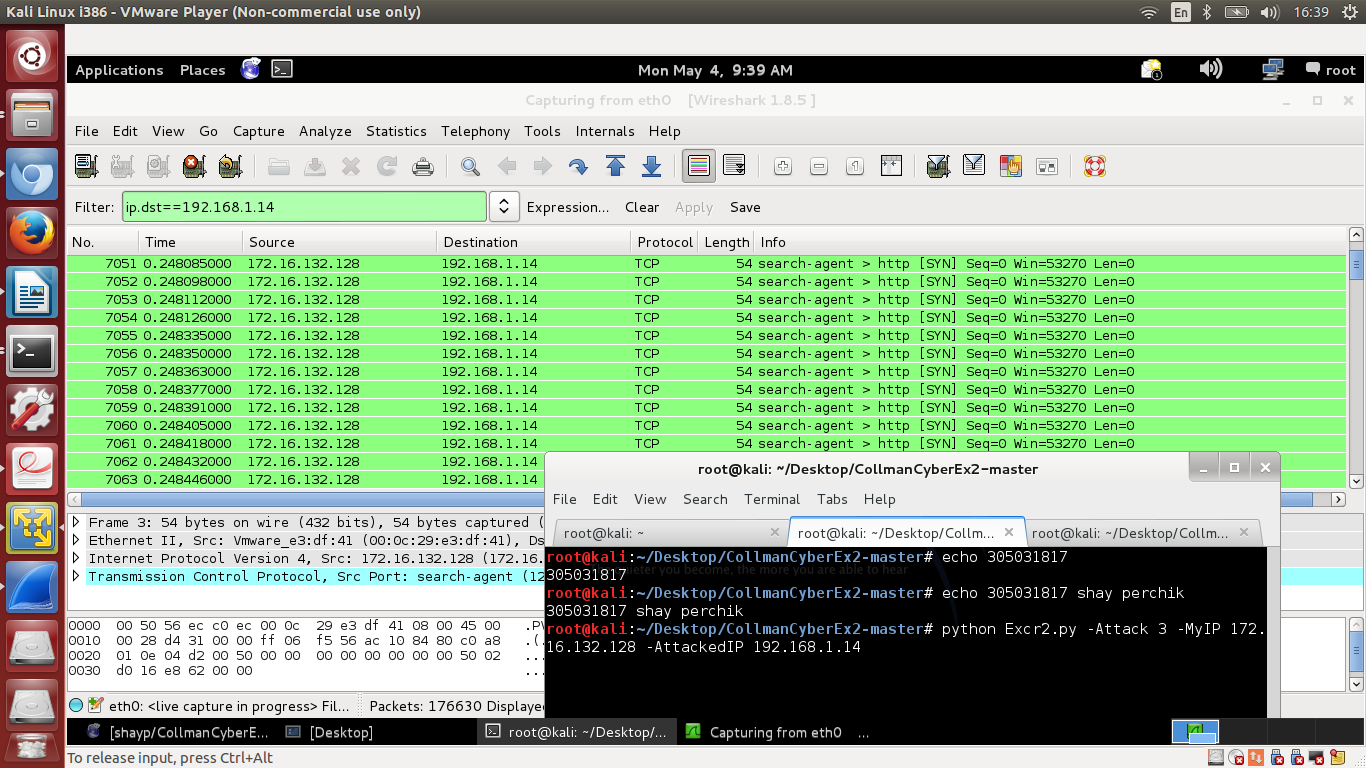 Kali Linux i386 - VMware Player (Non-commercial use only)
En
16:39
Applications Places
Mon May 4, 9:39 AM
1
root
Capturing from eth0 [Wireshark 1.8.5 ]
File Edit View Go Capture Analyze Statistics Telephony Tools Internals Help
Filter: ip.dst==192.168.1.14 Expression... Clear Apply Save
No. Time Source Destination Protocol Length Info
7051 0.248085000 172.16.132.128 192.168.1.14 TCP 54 search-agent > http [SYN] Seq=0 Win=53270 Len=0
7052 0.248098000 172.16.132.128 192.168.1.14 TCP 54 search-agent > http [SYN] Seq=0 Win=53270 Len=0
7053 0.248112000 172.16.132.128 192.168.1.14 TCP 54 search-agent > http [SYN] Seq=0 Win=53270 Len=0
7054 0.248126000 172.16.132.128 192.168.1.14 TCP 54 search-agent > http [SYN] Seq=0 Win=53270 Len=0
7055 0.248335000 172.16.132.128 192.168.1.14 TCP 54 search-agent > http [SYN] Seq=0 Win=53270 Len=0
7056 0.248350000 172.16.132.128 192.168.1.14 TCP 54 search-agent > http [SYN] Seq=0 Win=53270 Len=0
7057 0.248363000 172.16.132.128 192.168.1.14 TCP 54 search-agent > http [SYN] Seq=0 Win=53270 Len=0
7058 0.248377000 172.16.132.128 192.168.1.14 TCP 54 search-agent > http [SYN] Seq=0 Win=53270 Len=0
7059 0.248391000 172.16.132.128 192.168.1.14 TCP 54 search-agent > http [SYN] Seq=0 Win=53270 Len=0
7060 0.248405000 172.16.132.128 192.168.1.14 TCP 54 search-agent > http [SYN] Seq=0 Win=53270 Len=0
7061 0.248418000 172.16.132.128 192.168.1.14 TCP 54 search-agent > http [SYN] Seq=0 Win=53270 Len=0
7062 0.248432000 172.16.132.128 192.168.1.14
7063 0.248446000 172.16.132.128 192.168.1.14
Frame 3: 54 bytes on wire (432 bits), 54 bytes captured (
Ethernet II, Src: Vmware_e3:df:41 (00:0c:29:e3:df:41), Ds
Internet Protocol Version 4, Src: 172.16.132.128 (172.16.
Transmission Control Protocol, Src Port: search-agent (12
0000 00 50 56 ec c0 ec 00 0c 29 e3 df 41 08 00 45 00 .PV
0010 00 28 d4 31 00 00 ff 06 f5 56 ac 10 84 80 c0 a8 .(.
0020 01 0e 04 d2 00 50 00 00 00 00 00 00 00 00 50 02 ...
0030 d0 16 e8 62 00 00 ...
eth0: <live capture in progress> Fil... Packets: 176630 Displayed
root@kali: ~/Desktop/CollmanCyberEx2-master
File Edit View Search Terminal Tabs Help
root@kali: ~
root@kali: ~/Desktop/Collm...
root@kali: ~/Desktop/Collm...
root@kali:~/Desktop/CollmanCyberEx2-master# echo 305031817
305031817
you become, the more you are able to hear.
root@kali:~/Desktop/CollmanCyberEx2-master# echo 305031817 shay perchik
305031817 shay perchik
root@kali:~/Desktop/CollmanCyberEx2-master# python Excr2.py -Attack 3 -MyIP 172.
16.132.128 -AttackedIP 192.168.1.14
[shayp/CollmanCyberE...
[Desktop]
root@kali: ~/Desktop/...
Capturing from eth0 ...
To release input, press Ctrl+Alt